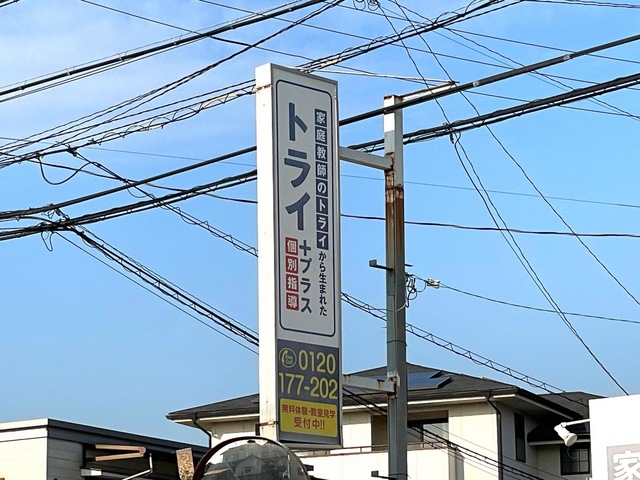 家庭教師のトライから生まれた
トライ+プラス
個別指導
0120
177-202
無料体験・教室見学
受付中!!
家